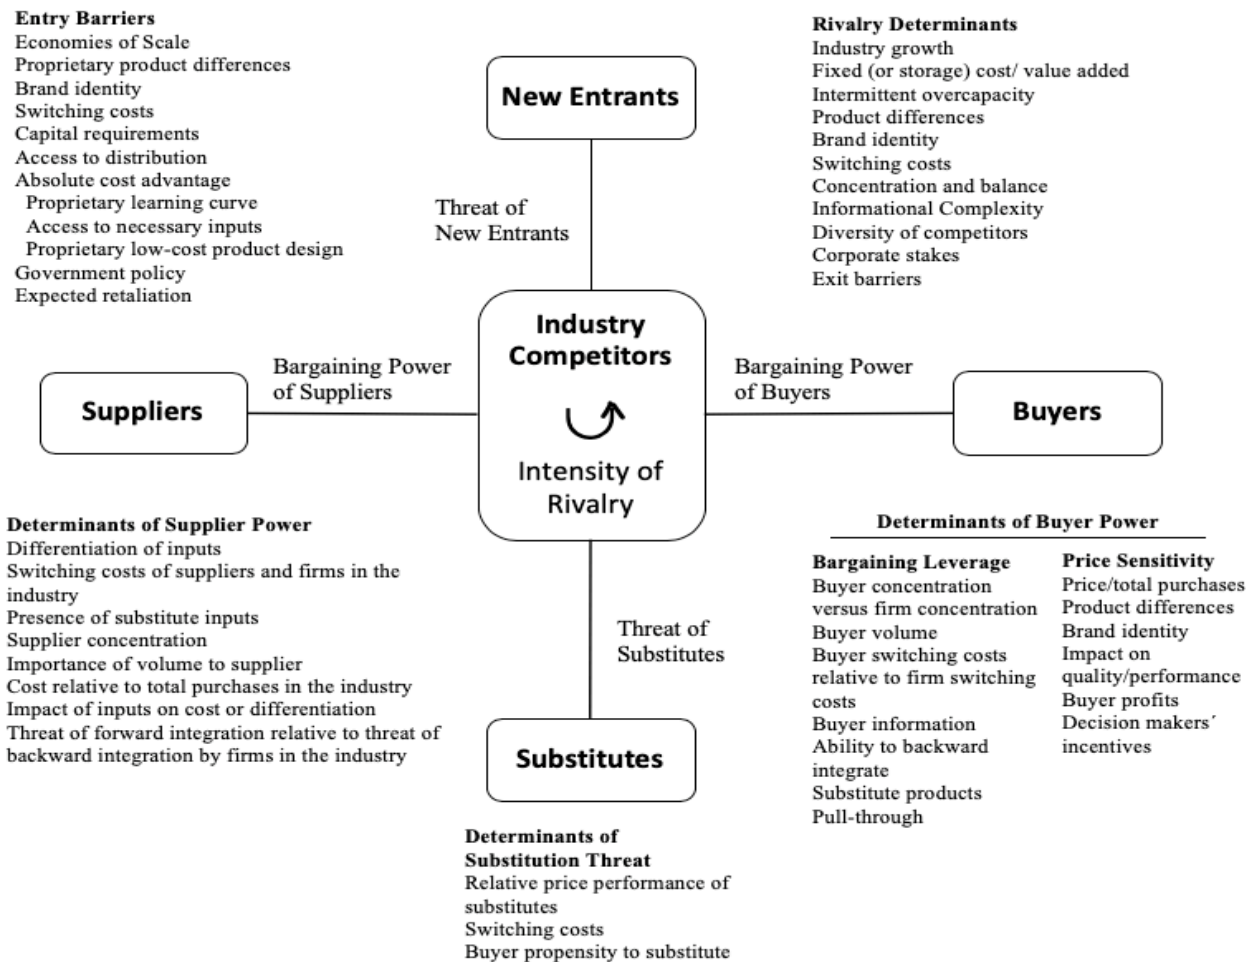 Entry Barriers
Economies of Scale
Proprietary product differences
Brand identity
Switching costs
Capital requirements
Access to distribution
Absolute cost advantage
Proprietary learning curve
Access to necessary inputs
Proprietary low-cost product design
Government policy
Expected retaliation
New Entrants
Rivalry Determinants
Industry growth
Fixed (or storage) cost/ value added
Intermittent overcapacity
Product differences
Brand identity
Switching costs
Concentration and balance
Informational Complexity
Diversity of competitors
Corporate stakes
Exit barriers
Threat of
New Entrants
Suppliers
Bargaining Power
of Suppliers
Industry
Competitors
Intensity of
Rivalry
Bargaining Power
of Buyers
Buyers
Determinants of Supplier Power
Differentiation of inputs
Switching costs of suppliers and firms in the
industry
Presence of substitute inputs
Supplier concentration
Importance of volume to supplier
Cost relative to total purchases in the industry
Impact of inputs on cost or differentiation
Threat of forward integration relative to threat of
backward integration by firms in the industry
Threat of
Substitutes
Substitutes
Determinants of
Substitution Threat
Relative price performance of
substitutes
Switching costs
Buyer propensity to substitute
Determinants of Buyer Power
Bargaining Leverage
Buyer concentration
versus firm concentration
Buyer volume
Buyer switching costs
relative to firm switching
costs
Buyer information
Ability to backward
integrate
Substitute products
Pull-through
Price Sensitivity
Price/total purchases
Product differences
Brand identity
Impact on
quality/performance
Buyer profits
Decision makers´
incentives